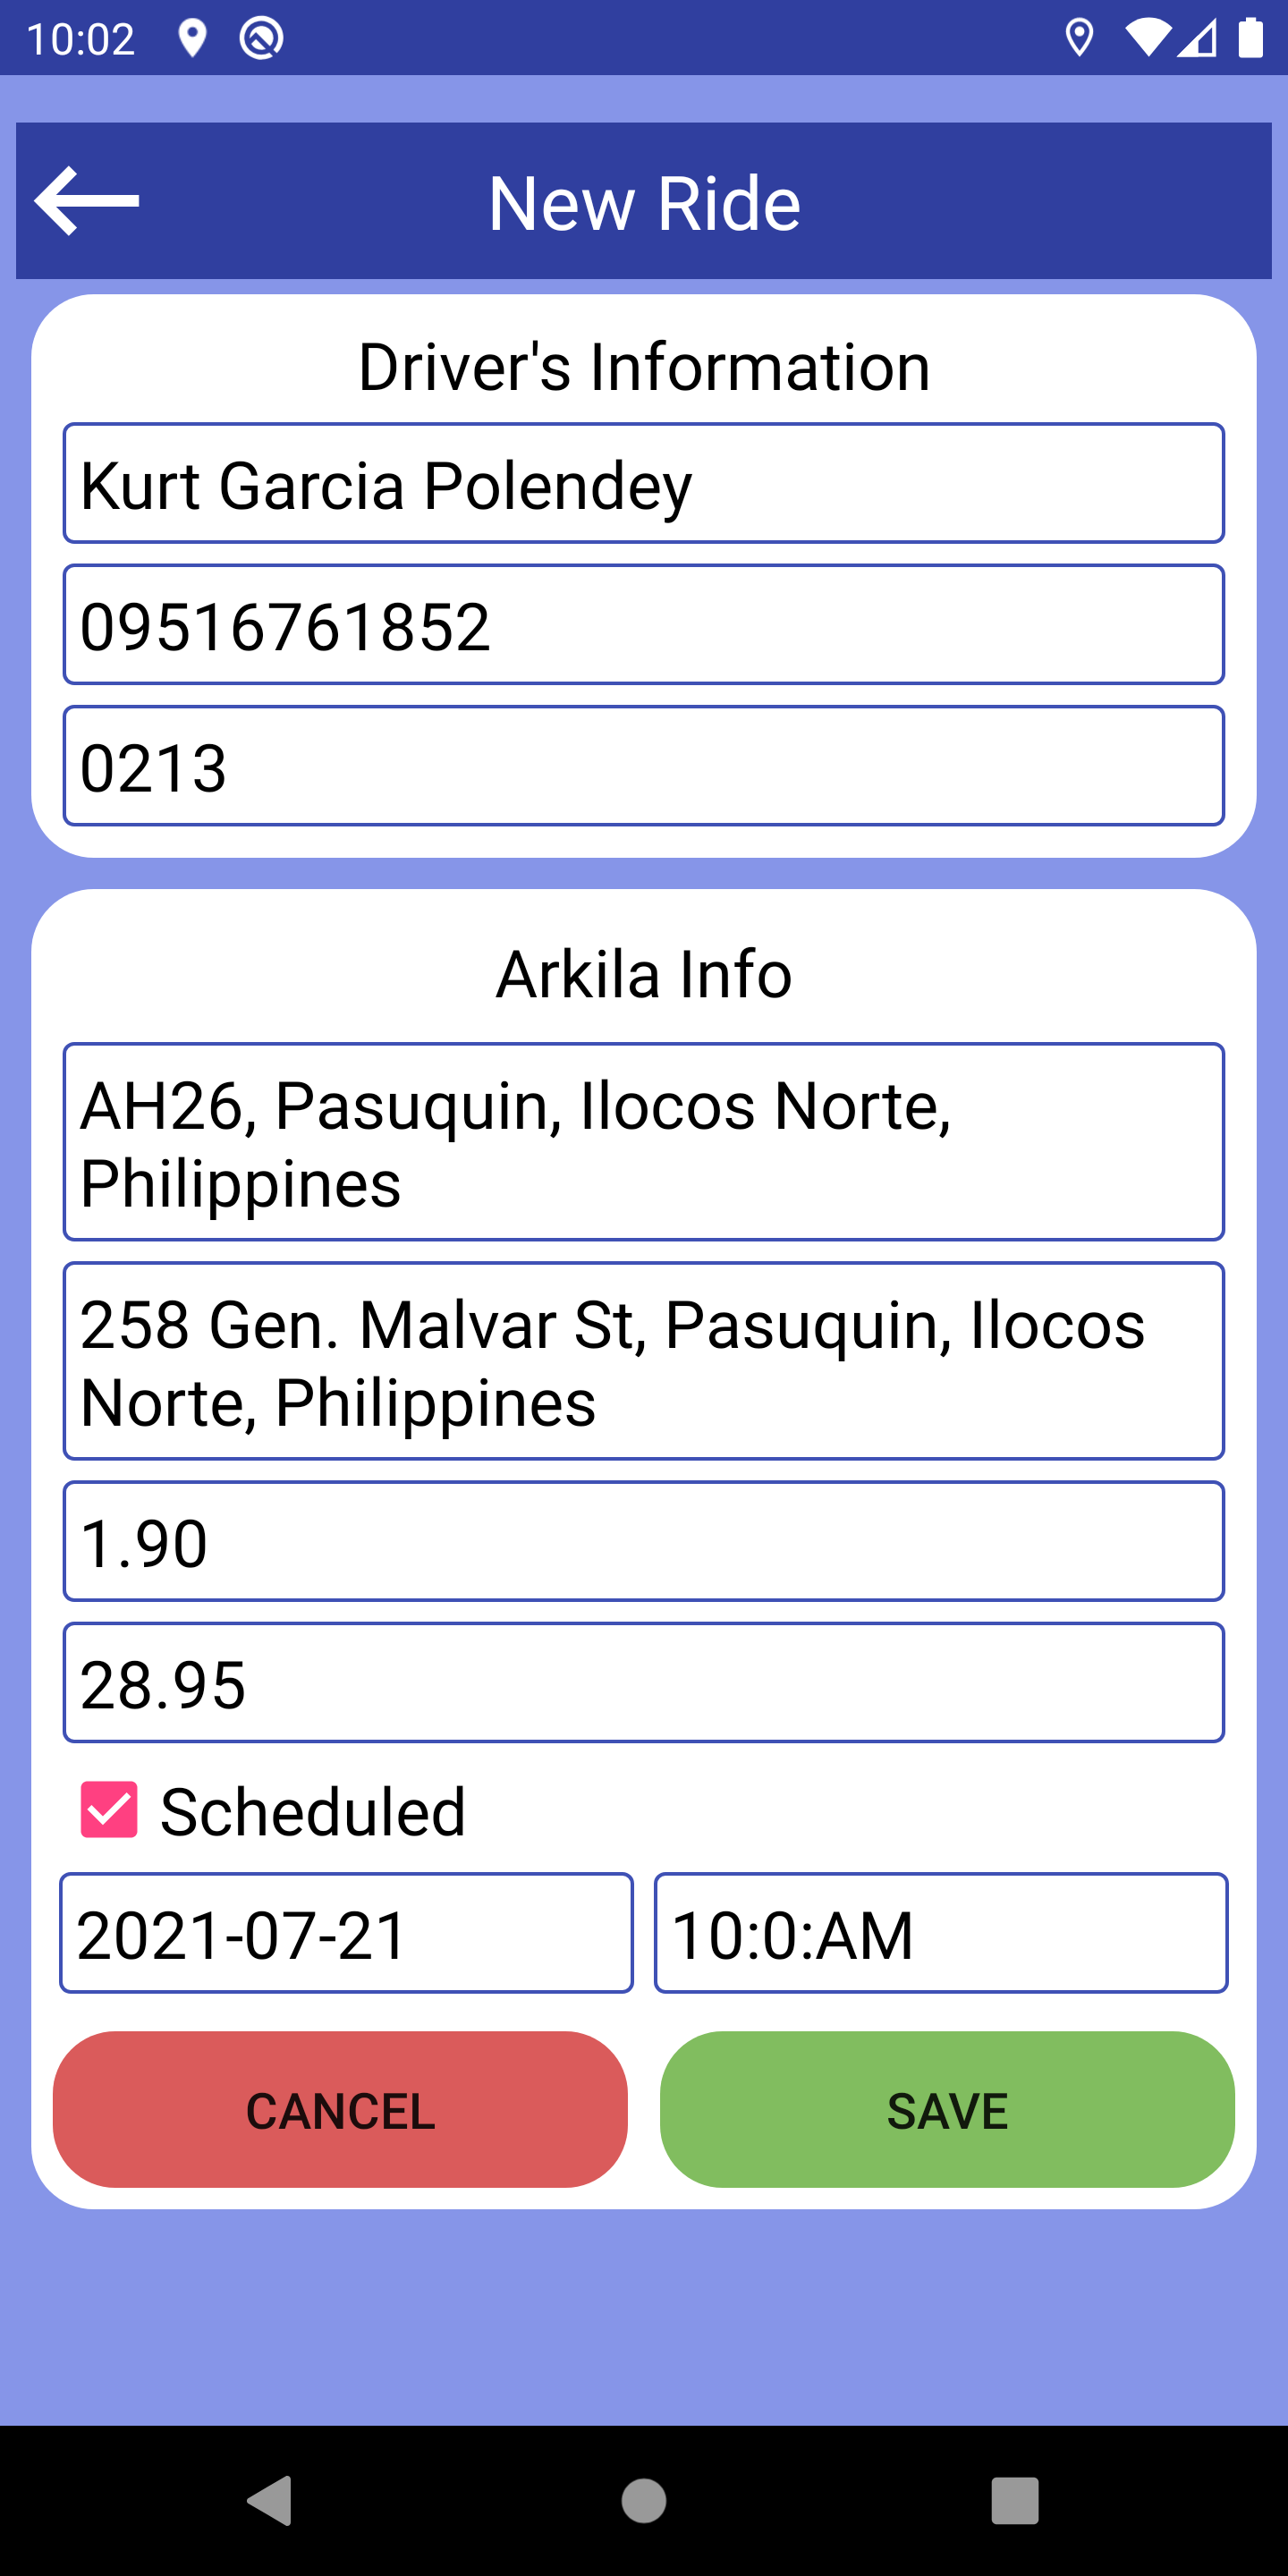 10:02
New Ride
Driver's Information
Kurt Garcia Polendey
09516761852
0213
Arkila Info
AH26, Pasuquin, Ilocos Norte,
Philippines
258 Gen. Malvar St, Pasuquin, Ilocos
Norte, Philippines
1.90
28.95
Scheduled
2021-07-21
10:0:AM
CANCEL
SAVE